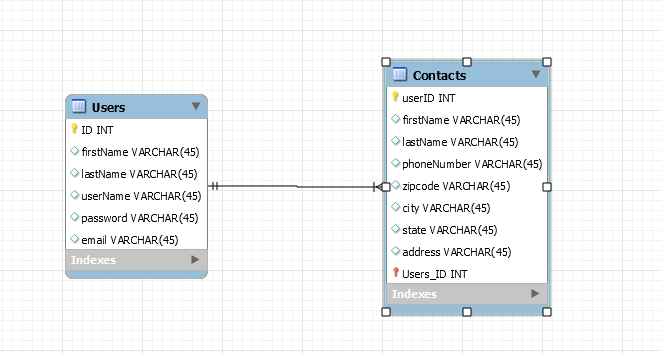 Users
ID INT
firstName VARCHAR(45)
lastName VARCHAR(45)
userName VARCHAR(45)
password VARCHAR(45)
email VARCHAR(45)
Indexes
Contacts
userID INT
firstName VARCHAR(45)
lastName VARCHAR(45)
phoneNumber VARCHAR(45)
zipcode VARCHAR(45)
city VARCHAR(45)
state VARCHAR(45)
address VARCHAR(45)
Users_ID INT
Indexes